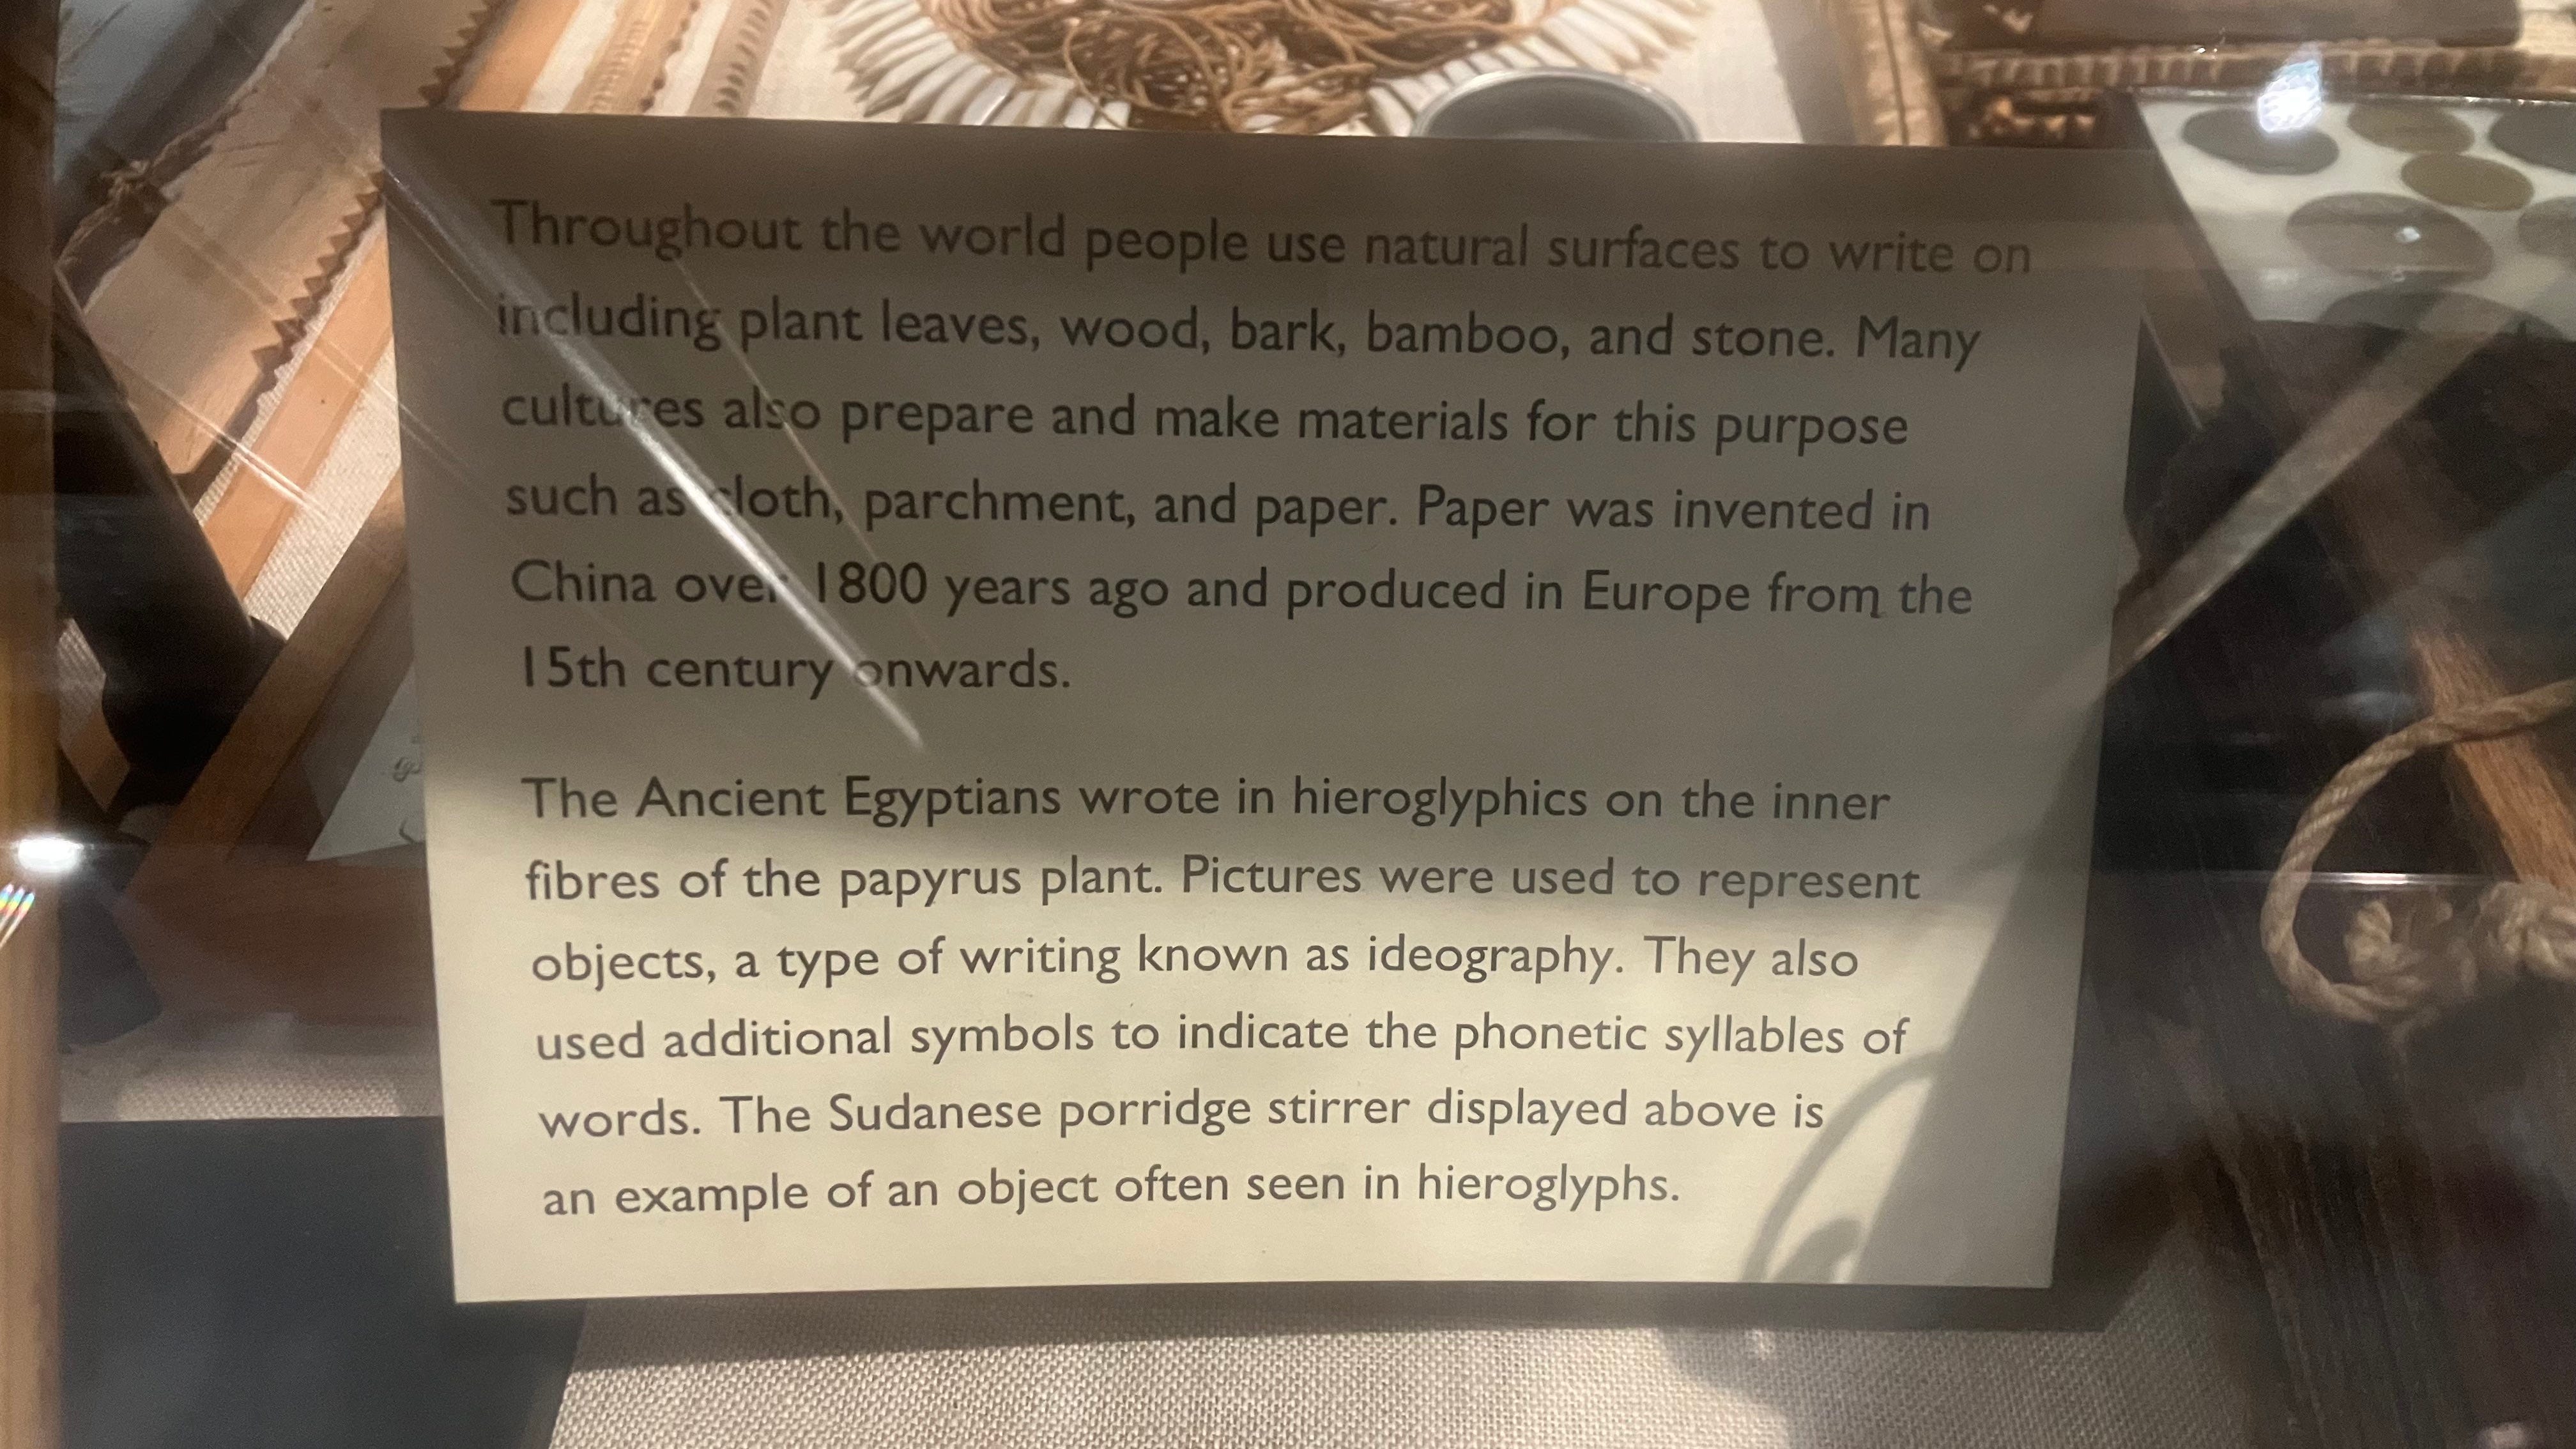 Throughout the world people use natural surfaces to write on
including plant leaves, wood, bark, bamboo, and stone. Many
cultures also prepare and make materials for this purpose
such as cloth, parchment, and paper. Paper was invented in
China over 1800 years ago and produced in Europe from the
15th century onwards.
The Ancient Egyptians wrote in hieroglyphics on the inner
fibres of the papyrus plant. Pictures were used to represent
objects, a type of writing known as ideography. They also
used additional symbols to indicate the phonetic syllables of
words. The Sudanese porridge stirrer displayed above is
an example of an object often seen in hieroglyphs.